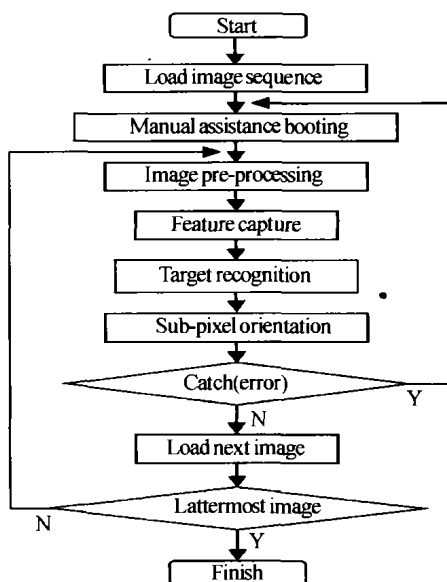 Start
Load image sequence
Manual assistance booting
Image pre-processing
Feature capture
Target recognition
Sub-pixel orientation
Catch(error)
Y
N
Load next image
Lattermost image
N
Y
Finish